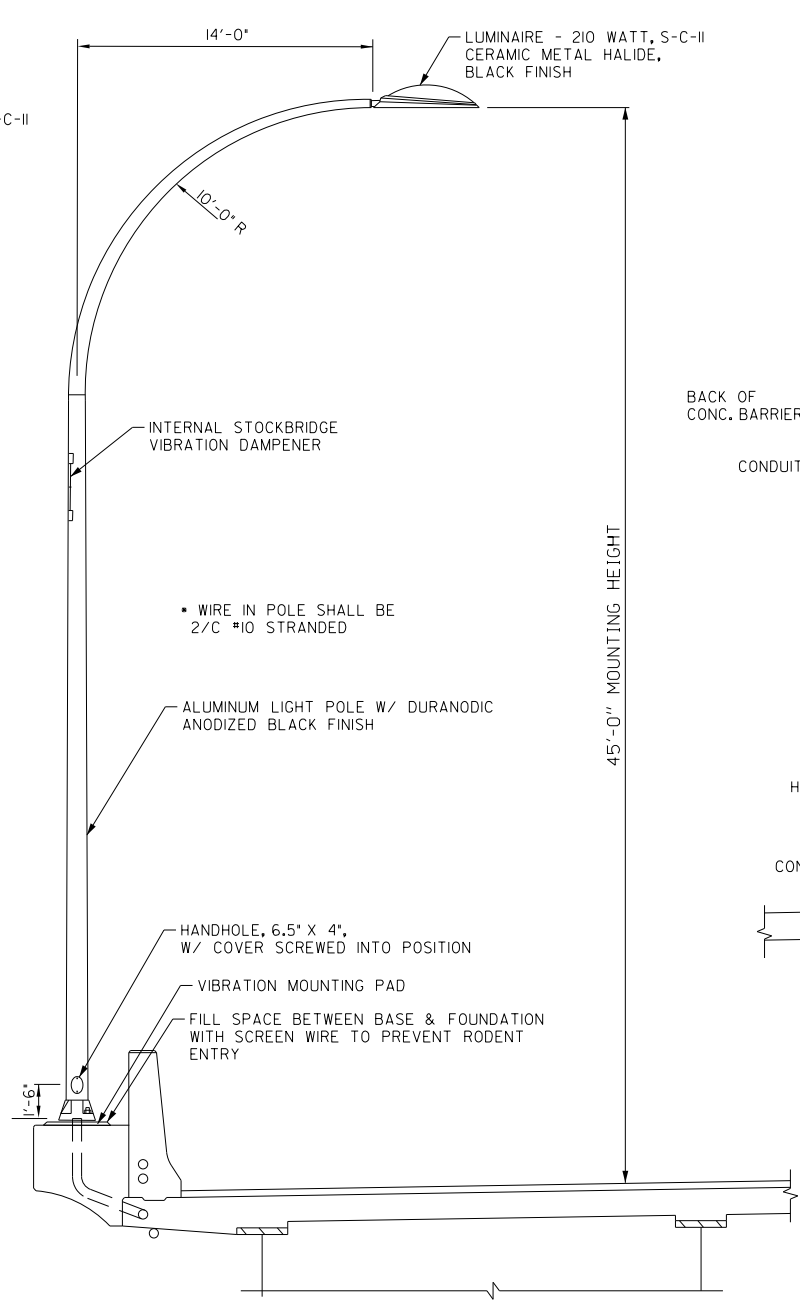 14'-0"
LUMINAIRE - 210 WATT, S-C-II
CERAMIC METAL HALIDE,
BLACK FINISH
-C-II
10'-0" R
BACK OF
CONC. BARRIER
INTERNAL STOCKBRIDGE
VIBRATION DAMPENER
CONDUIT
45'-0" MOUNTING HEIGHT
* WIRE IN POLE SHALL BE
2/C #10 STRANDED
ALUMINUM LIGHT POLE W/ DURANODIC
ANODIZED BLACK FINISH
H
CON
HANDHOLE, 6.5" X 4",
W/ COVER SCREWED INTO POSITION
VIBRATION MOUNTING PAD
FILL SPACE BETWEEN BASE & FOUNDATION
WITH SCREEN WIRE TO PREVENT RODENT
ENTRY
1'-6"